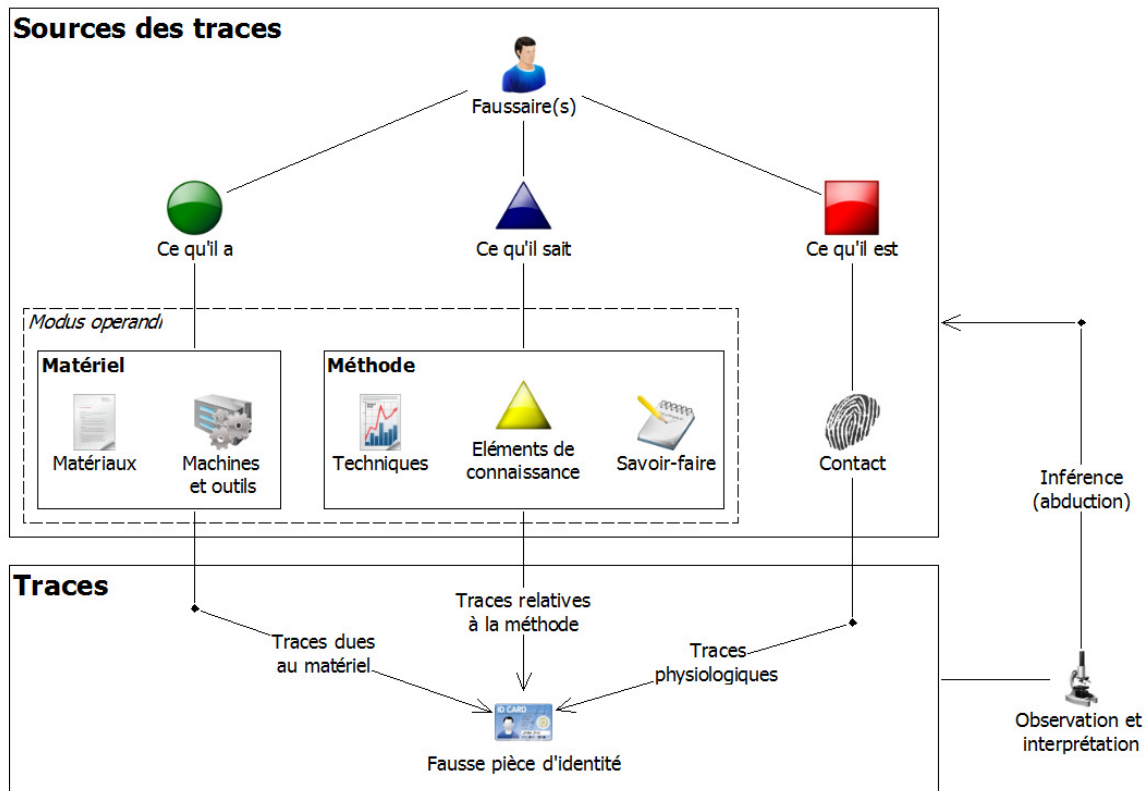 Sources des traces
Faussaire(s)
Ce qu'il a
Ce qu'il sait
Ce qu'il est
Modus operandi
Matériel
Matériaux
Machines
et outils
Méthode
Techniques
Eléments de
connaissance
Savoir-faire
Contact
Inférence
(abduction)
Traces
Traces dues
au matériel
Traces relatives
à la méthode
Traces
physiologiques
ID CARD
Fausse pièce d'identité
Observation et
interprétation